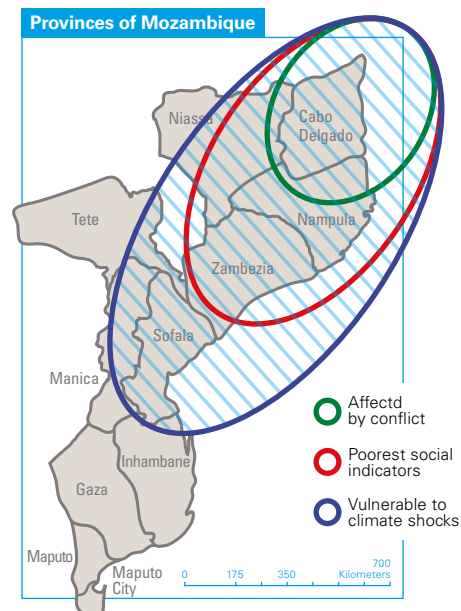 Provinces of Mozambique
Niassa
Cabo
Delgado
Tete
Nampula
Zambezia
Sofala
Manica
Inhambane
Gaza
Maputo
Maputo
City
Affectd
by conflict
Poorest social
indicators
Vulnerable to
climate shocks
0 175 350 700
Kilometers